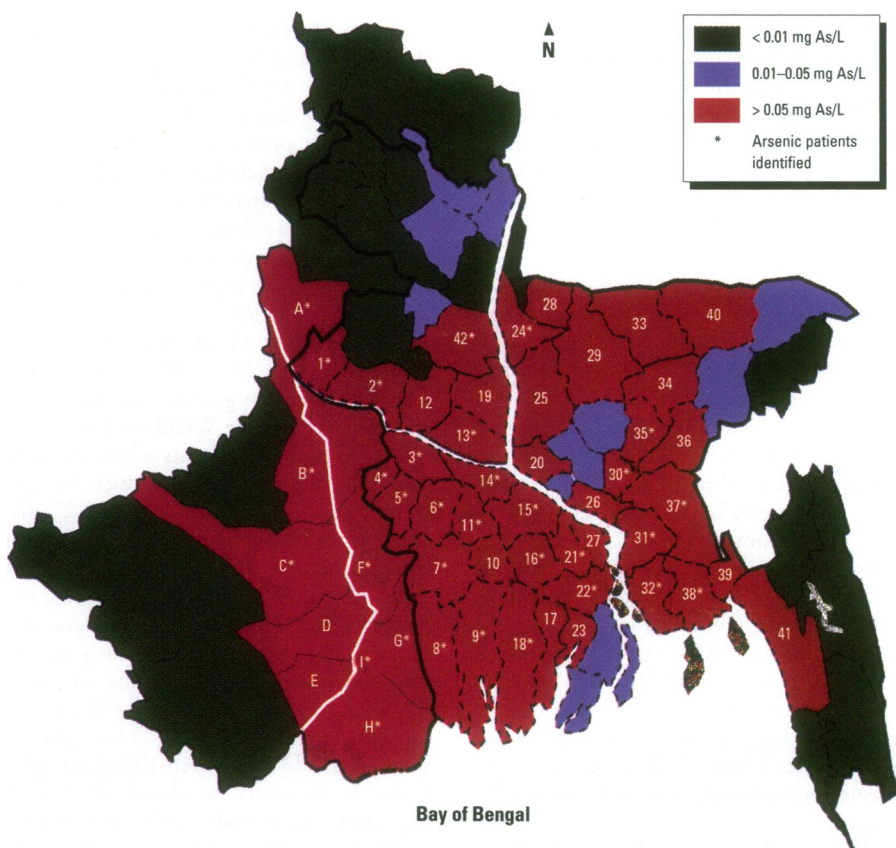 N
< 0.01 mg As/L
0.01–0.05 mg As/L
> 0.05 mg As/L
* Arsenic patients
identified
A*
28
33
40
42*
24*
29
1*
2*
12
19
25
34
13*
35*
36
3*
20
B*
4*
14*
30*
5*
6*
15*
26
37*
11*
27
31*
C*
F*
7*
10
16*
21*
22*
32*
38*
39
D
G*
8*
9*
18*
17
23
41
E
I*
H*
Bay of Bengal